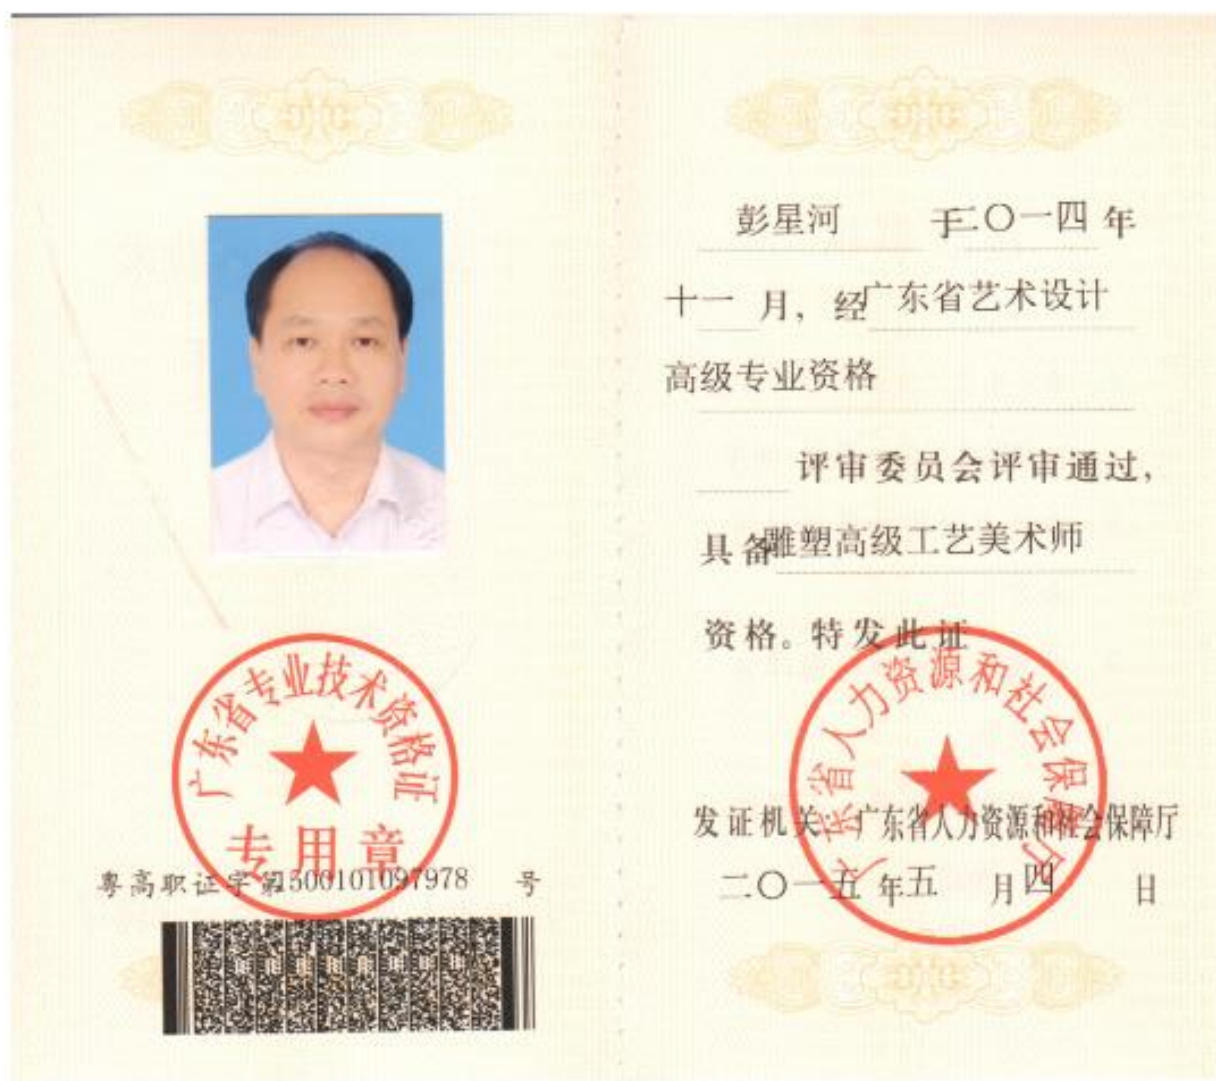 广东省专业技术资格证
专用章
粤高职证字第1500101097978 号
彭星河 于二〇一四年
十一月，经广东省艺术设计
高级专业资格
评审委员会评审通过，
具备雕塑高级工艺美术师
资格。特发此证
广东省人力资源和社会保障厅
发证机关：广东省人力资源和社会保障厅
二〇一五年五月四日